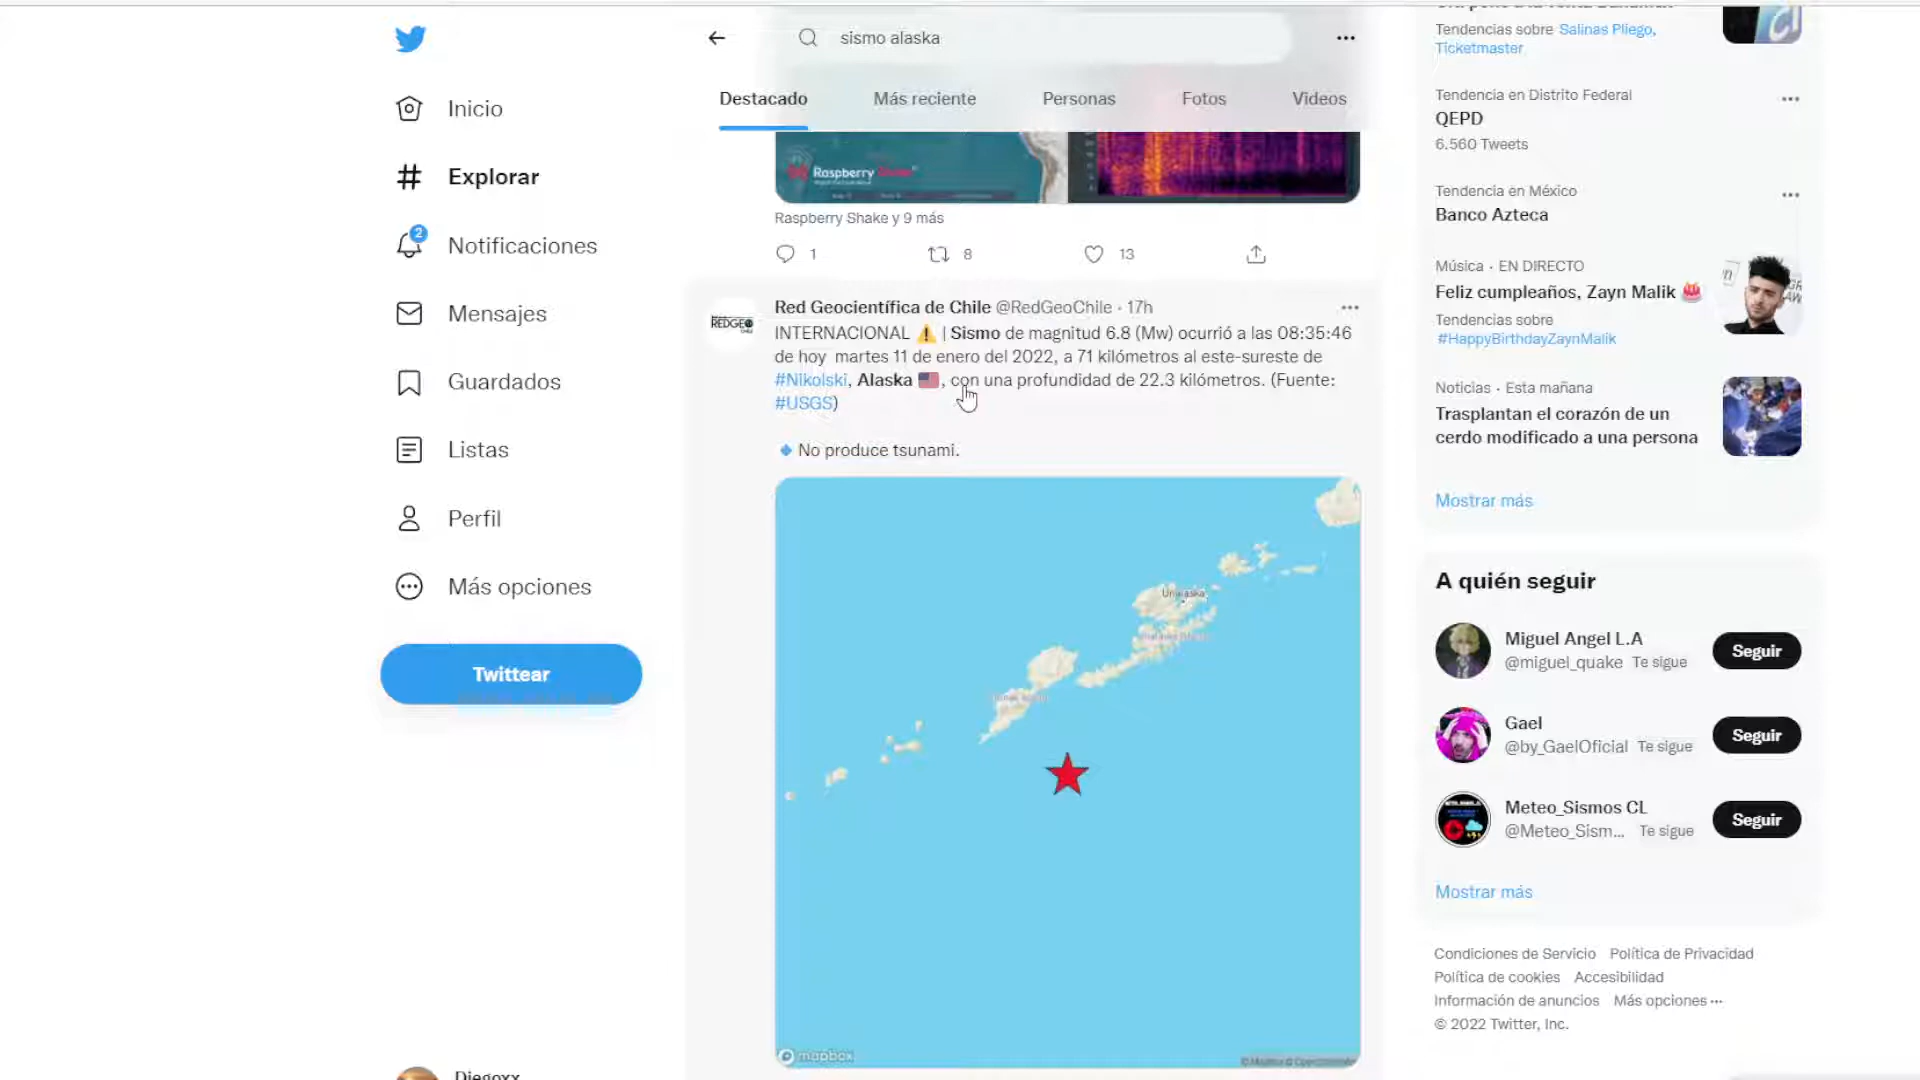 sismo alaska
Destacado
Más reciente
Personas
Fotos
Videos
Inicio
Explorar
2
Notificaciones
Mensajes
Guardados
Listas
Perfil
Más opciones
Twittear
Diegoxx
Raspberry
Raspberry Shake y 9 más
1
8
13
Red Geocientífica de Chile @RedGeoChile · 17h
REDGEO
INTERNACIONAL ⚠️ | Sismo de magnitud 6.8 (Mw) ocurrió a las 08:35:46
de hoy martes 11 de enero del 2022, a 71 kilómetros al este-sureste de
#Nikolski, Alaska 🇺🇸, con una profundidad de 22.3 kilómetros. (Fuente:
#USGS)
🔹 No produce tsunami.
Unalaska
mapbox
Tendencias sobre Salinas Pliego,
Ticketmaster
Tendencia en Distrito Federal
QEPD
6.560 Tweets
Tendencia en México
Banco Azteca
Música · EN DIRECTO
Feliz cumpleaños, Zayn Malik 🎂
Tendencias sobre
#HappyBirthdayZaynMalik
Noticias · Esta mañana
Trasplantan el corazón de un
cerdo modificado a una persona
Mostrar más
A quién seguir
Miguel Angel L.A
@miguel_quake Te sigue
Seguir
Gael
@by_GaelOficial Te sigue
Seguir
Meteo_Sismos CL
@Meteo_Sism... Te sigue
Seguir
Mostrar más
Condiciones de Servicio Política de Privacidad
Política de cookies Accesibilidad
Información de anuncios Más opciones ···
© 2022 Twitter, Inc.